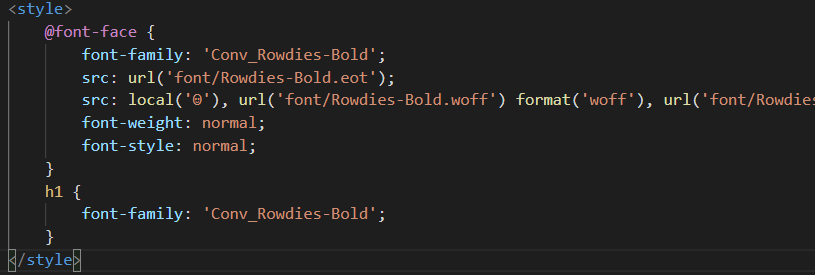 <style>
@font-face {
font-family: 'Conv_Rowdies-Bold';
src: url('font/Rowdies-Bold.eot');
src: local('☺'), url('font/Rowdies-Bold.woff') format('woff'), url('font/Rowdies
font-weight: normal;
font-style: normal;
}
h1 {
font-family: 'Conv_Rowdies-Bold';
}
</style>